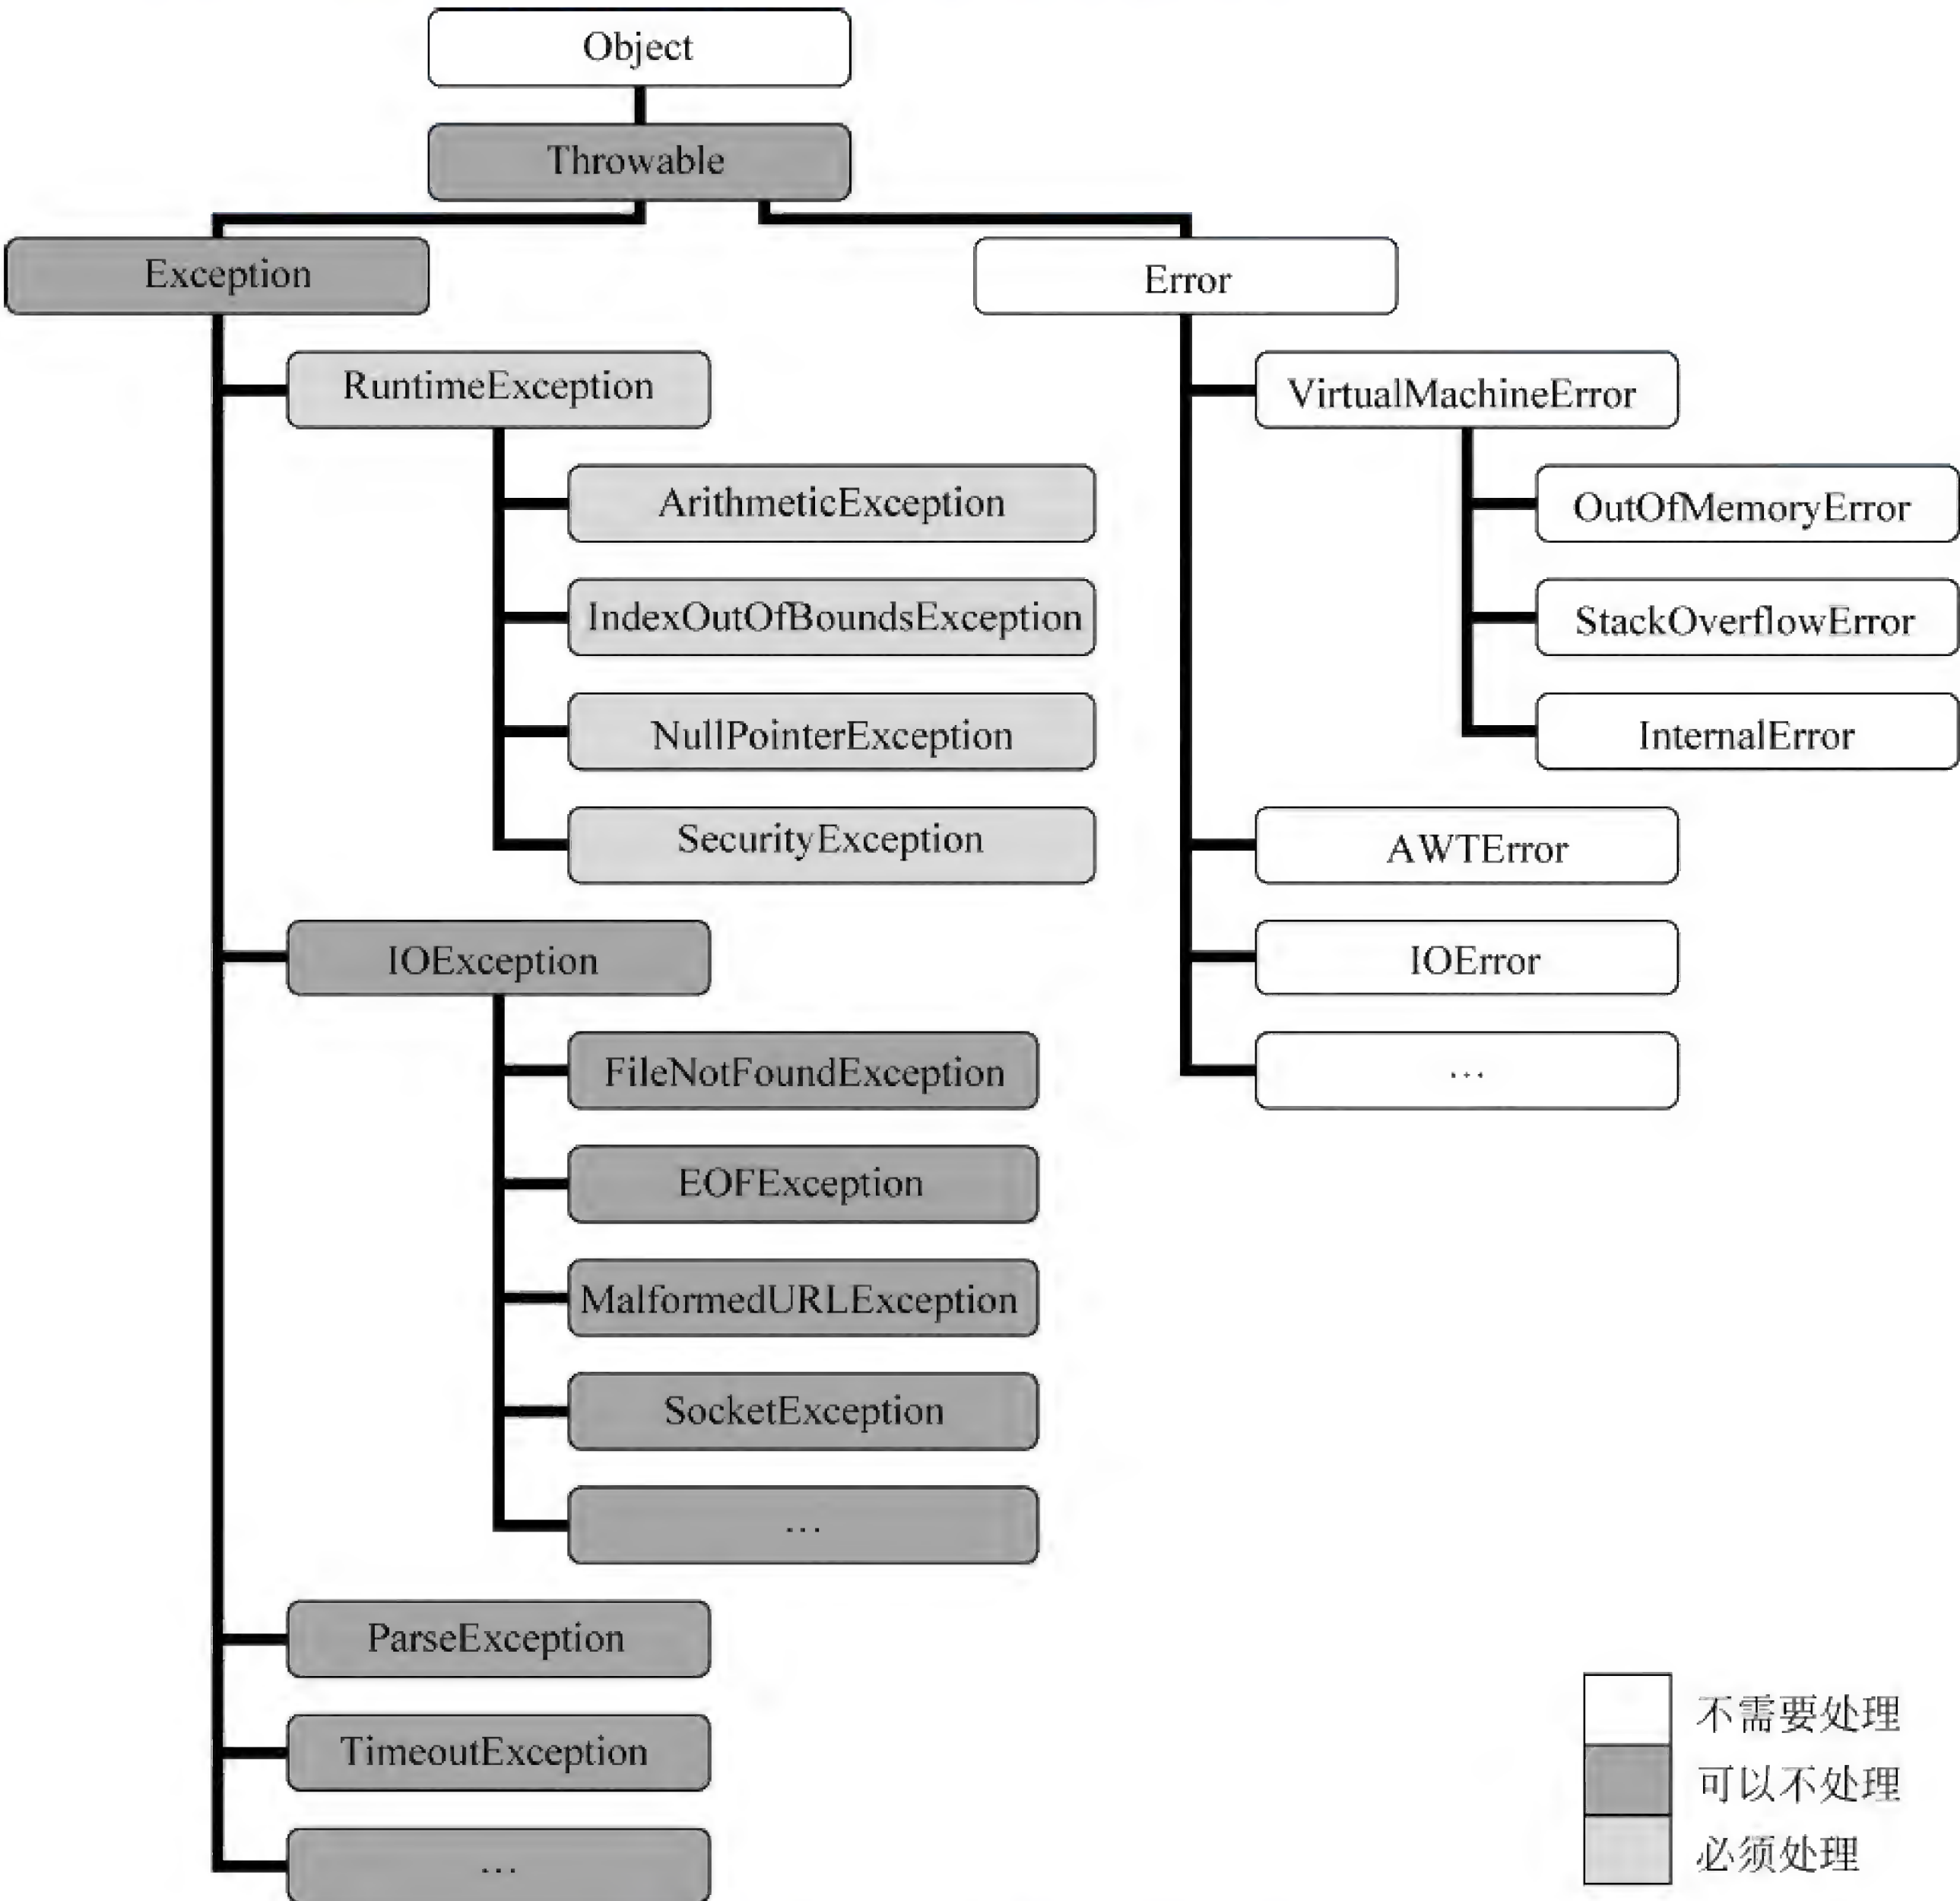 Object
Throwable
Exception
Error
RuntimeException
VirtualMachineError
ArithmeticException
OutOfMemoryError
IndexOutOfBoundsException
StackOverflowError
NullPointerException
InternalError
SecurityException
AWTError
IOException
IOError
FileNotFoundException
…
EOFException
MalformedURLException
SocketException
…
ParseException
TimeoutException
…
不需要处理
可以不处理
必须处理